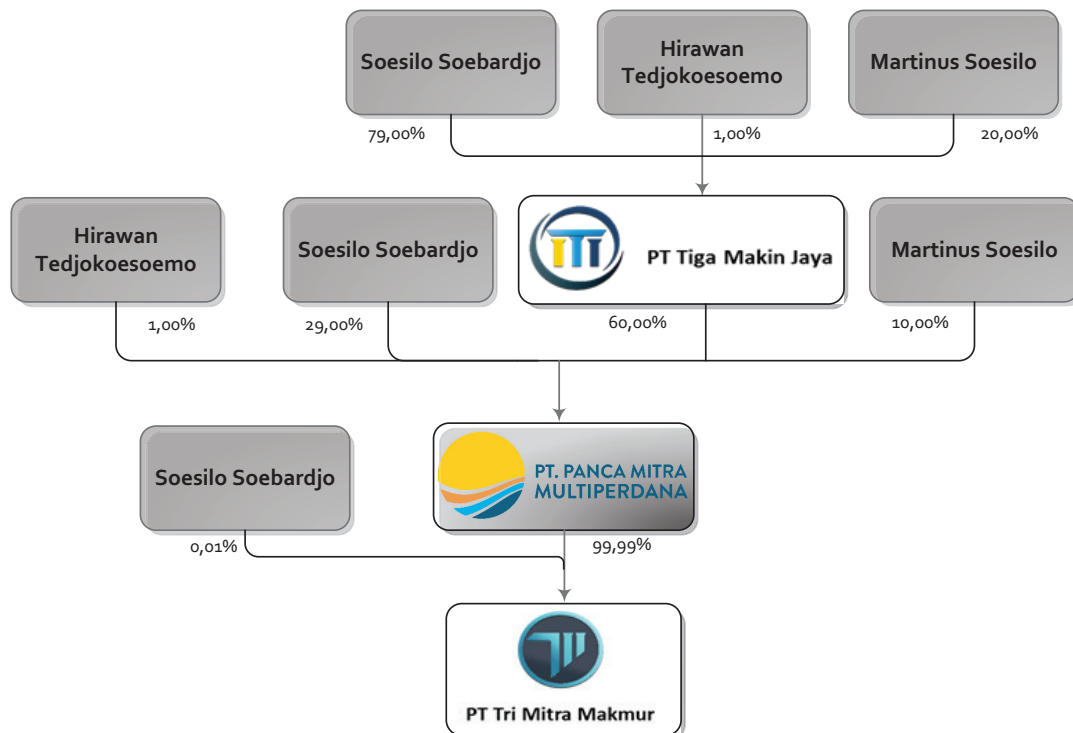 Soesilo Soebardjo
Hirawan
Tedjokoesoemo
Martinus Soesilo
79,00%
1,00%
20,00%
Hirawan
Tedjokoesoemo
Soesilo Soebardjo
PT Tiga Makin Jaya
Martinus Soesilo
1,00%
29,00%
60,00%
10,00%
Soesilo Soebardjo
PT. PANCA MITRA
MULTIPERDANA
0,01%
99,99%
PT Tri Mitra Makmur